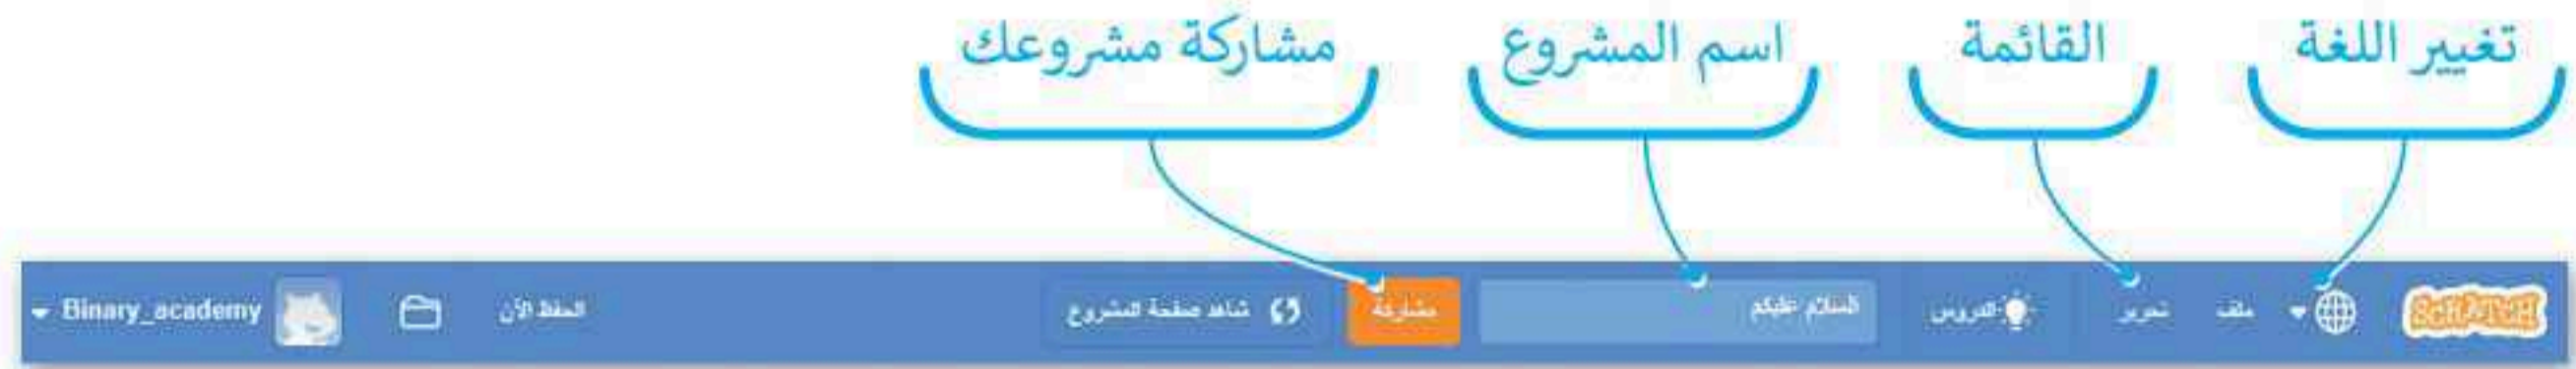 تغيير اللغة
القائمة
اسم المشروع
مشاركة مشروعك
SCRATCH
ملف
تحرير
الدروس
السلام عليكم
مشاركة
شاهد صفحة المشروع
الحفظ الآن
Binary_academy